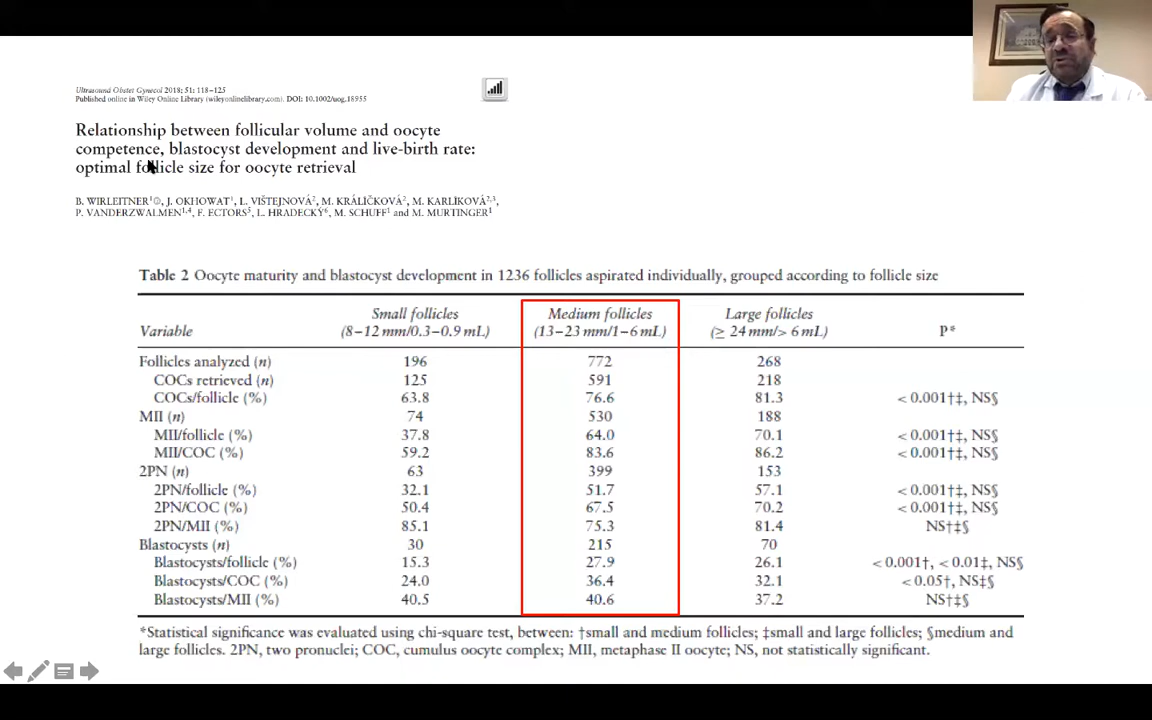 Ultrasound Obstet Gynecol 2018; 51: 118–125
Published online in Wiley Online Library (wileyonlinelibrary.com). DOI: 10.1002/uog.18955
Relationship between follicular volume and oocyte
competence, blastocyst development and live-birth rate:
optimal follicle size for oocyte retrieval
B. WIRLEITNER¹, J. OKHOWAT¹, L. VIŠTEJNOVÁ², M. KRÁLÍČKOVÁ², M. KARLÍKOVÁ²,³,
P. VANDERZWALMEN¹,⁴, F. ECTORS⁵, L. HRADECKÝ⁶, M. SCHUFF¹ and M. MURTINGER¹
Table 2 Oocyte maturity and blastocyst development in 1236 follicles aspirated individually, grouped according to follicle size
Small follicles Medium follicles Large follicles
Variable (8–12 mm/0.3–0.9 mL) (13–23 mm/1–6 mL) (≥ 24 mm/> 6 mL) P*
Follicles analyzed (n) 196 772 268
COCs retrieved (n) 125 591 218
COCs/follicle (%) 63.8 76.6 81.3 < 0.001†‡, NS§
MII (n) 74 530 188
MII/follicle (%) 37.8 64.0 70.1 < 0.001†‡, NS§
MII/COC (%) 59.2 83.6 86.2 < 0.001†‡, NS§
2PN (n) 63 399 153
2PN/follicle (%) 32.1 51.7 57.1 < 0.001†‡, NS§
2PN/COC (%) 50.4 67.5 70.2 < 0.001†‡, NS§
2PN/MII (%) 85.1 75.3 81.4 NS†‡§
Blastocysts (n) 30 215 70
Blastocysts/follicle (%) 15.3 27.9 26.1 < 0.001†, < 0.01‡, NS§
Blastocysts/COC (%) 24.0 36.4 32.1 < 0.05†, NS‡§
Blastocysts/MII (%) 40.5 40.6 37.2 NS†‡§
*Statistical significance was evaluated using chi-square test, between: †small and medium follicles; ‡small and large follicles; §medium and
large follicles. 2PN, two pronuclei; COC, cumulus oocyte complex; MII, metaphase II oocyte; NS, not statistically significant.